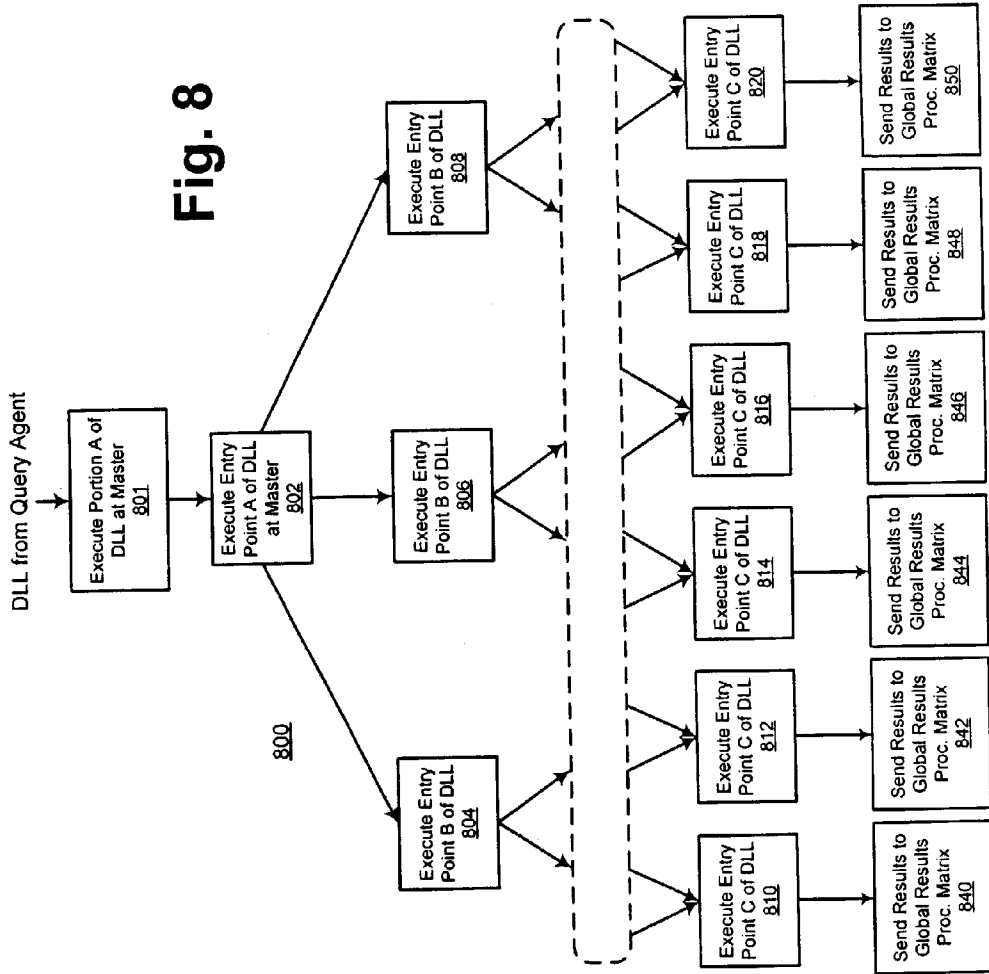 Fig. 8
DLL from Query Agent
Execute Portion A of
DLL at Master
801
Execute Entry
Point A of DLL
at Master
802
800
Execute Entry
Point B of DLL
804
Execute Entry
Point B of DLL
806
Execute Entry
Point B of DLL
808
Execute Entry
Point C of DLL
810
Execute Entry
Point C of DLL
812
Execute Entry
Point C of DLL
814
Execute Entry
Point C of DLL
816
Execute Entry
Point C of DLL
818
Execute Entry
Point C of DLL
820
Send Results to
Global Results
Proc. Matrix
840
Send Results to
Global Results
Proc. Matrix
842
Send Results to
Global Results
Proc. Matrix
844
Send Results to
Global Results
Proc. Matrix
846
Send Results to
Global Results
Proc. Matrix
848
Send Results to
Global Results
Proc. Matrix
850